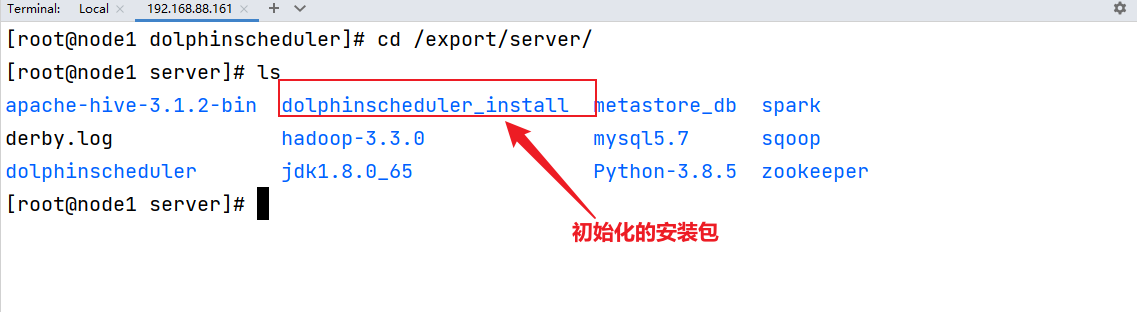 Terminal: Local × 192.168.88.161 × +
[root@node1 dolphinscheduler]# cd /export/server/
[root@node1 server]# ls
apache-hive-3.1.2-bin dolphinscheduler_install metastore_db spark
derby.log hadoop-3.3.0 mysql5.7 sqoop
dolphinscheduler jdk1.8.0_65 Python-3.8.5 zookeeper
[root@node1 server]#
初始化的安装包